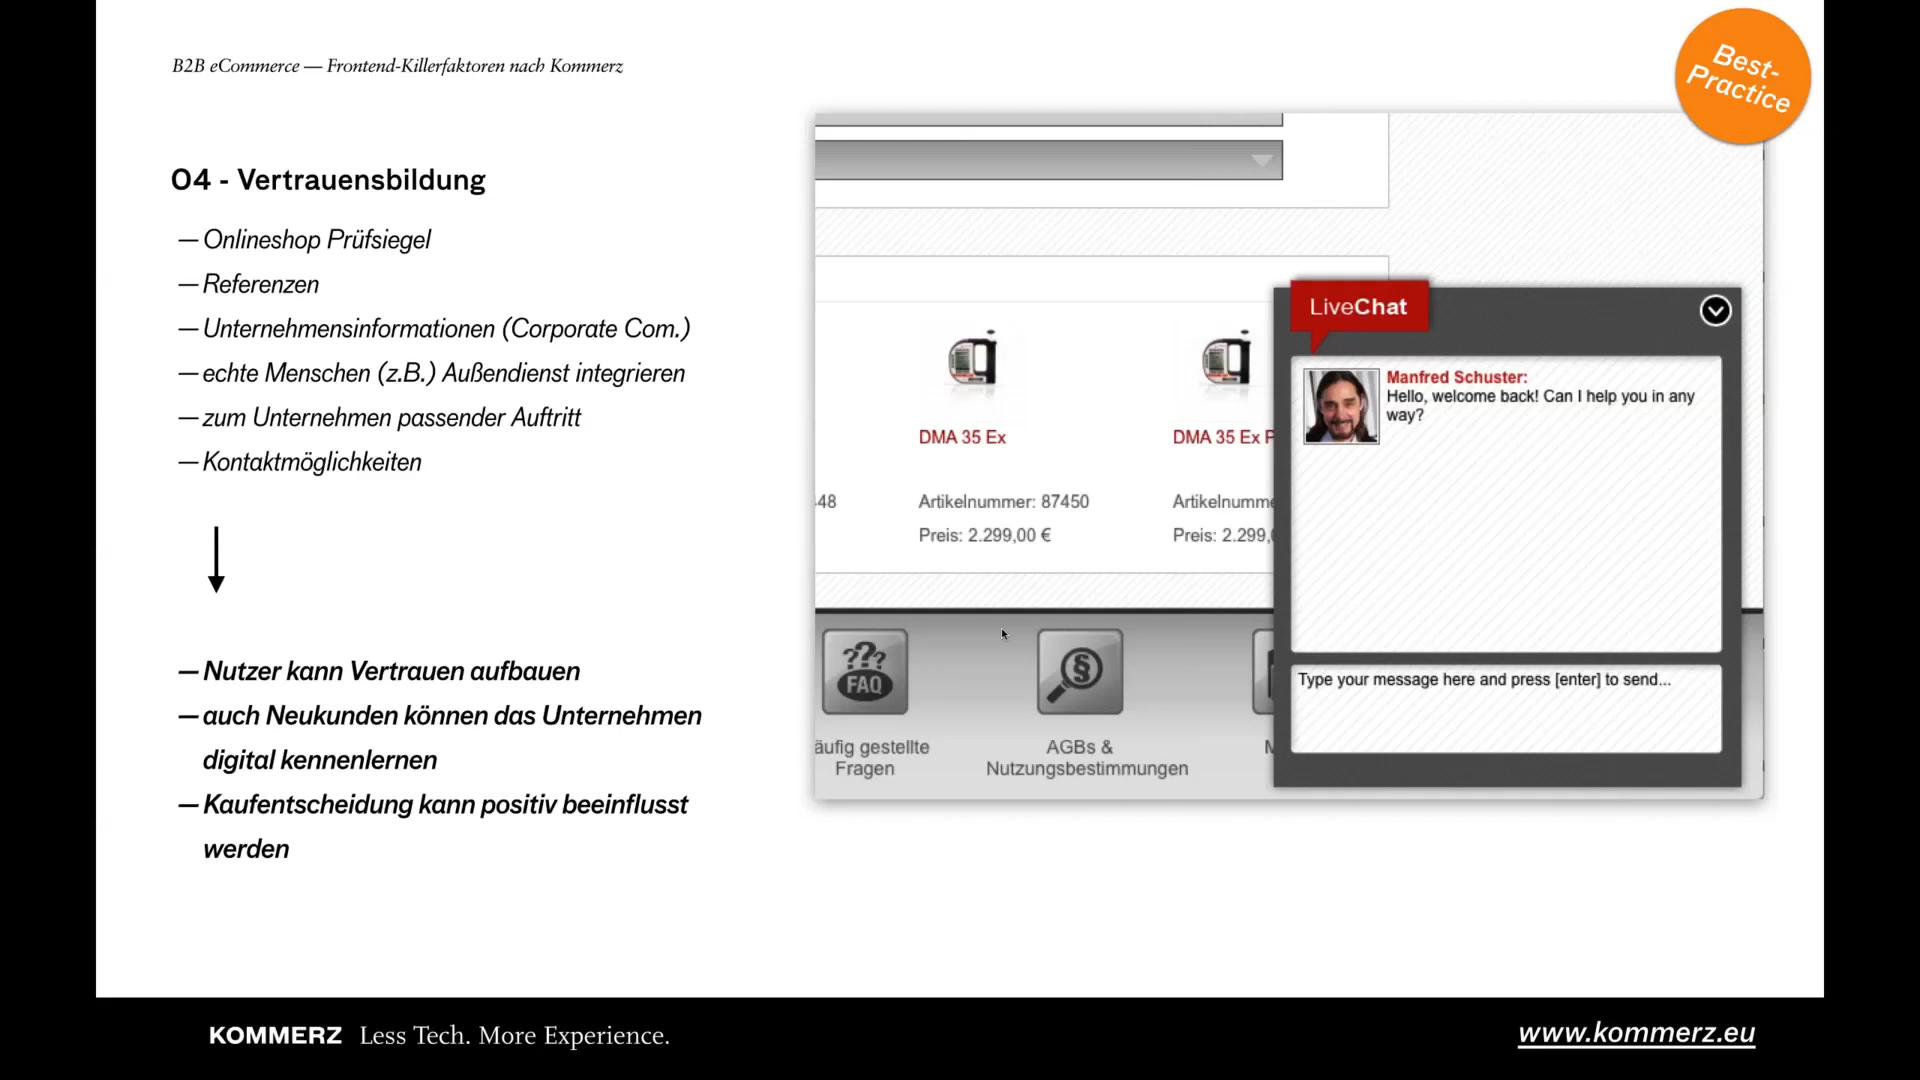 B2B eCommerce — Frontend-Killerfaktoren nach Kommerz
Best-
Practice
04 - Vertrauensbildung
— Onlineshop Prüfsiegel
— Referenzen
— Unternehmensinformationen (Corporate Com.)
— echte Menschen (z.B.) Außendienst integrieren
— zum Unternehmen passender Auftritt
— Kontaktmöglichkeiten
— Nutzer kann Vertrauen aufbauen
— auch Neukunden können das Unternehmen
digital kennenlernen
— Kaufentscheidung kann positiv beeinflusst
werden
DMA 35 Ex
DMA 35 Ex
48
Artikelnummer: 87450
Preis: 2.299,00 €
Preis: 2.299,
LiveChat
Manfred Schuster:
Hello, welcome back! Can I help you in any
way?
Type your message here and press [enter] to send...
???
FAQ
§
äufig gestellte
Fragen
AGBs &
Nutzungsbestimmungen
KOMMERZ Less Tech. More Experience.
www.kommerz.eu